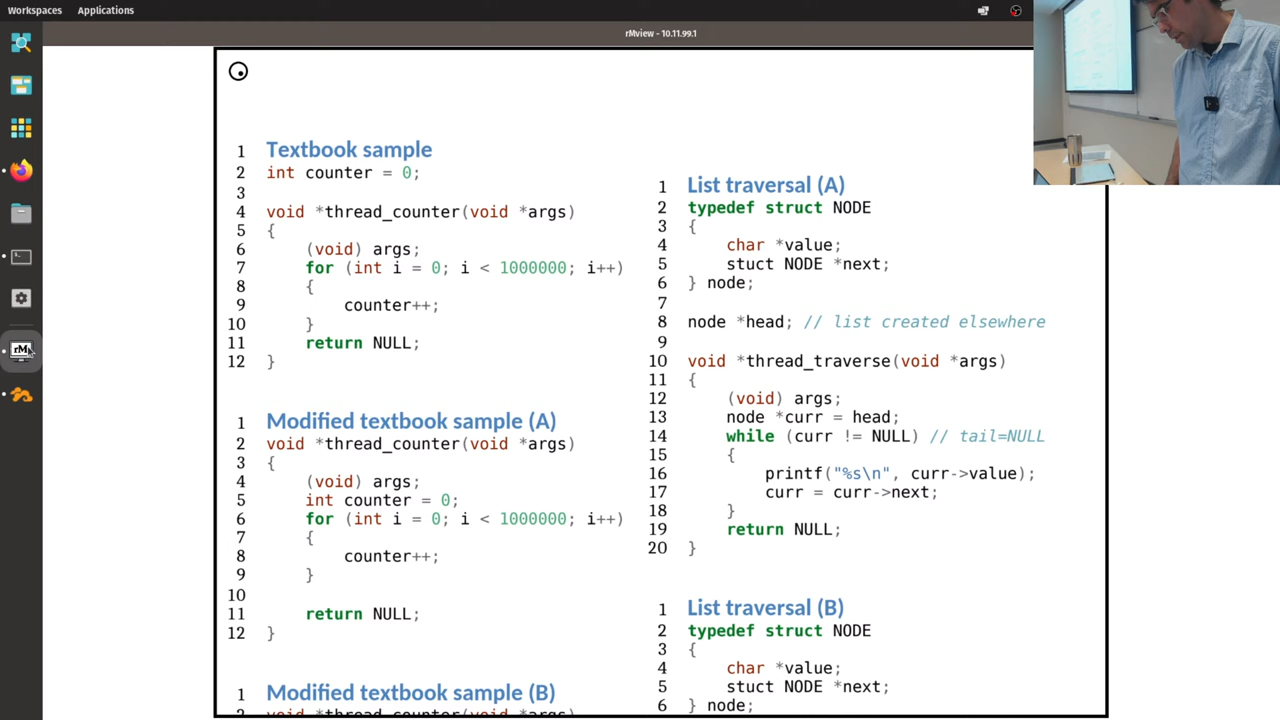 Workspaces
Applications
rMview - 10.11.99.1
rM
1 Textbook sample
2 int counter = 0;
3
4 void *thread_counter(void *args)
5 {
6 (void) args;
7 for (int i = 0; i < 1000000; i++)
8 {
9 counter++;
10 }
11 return NULL;
12 }
1 Modified textbook sample (A)
2 void *thread_counter(void *args)
3 {
4 (void) args;
5 int counter = 0;
6 for (int i = 0; i < 1000000; i++)
7 {
8 counter++;
9 }
10
11 return NULL;
12 }
1 Modified textbook sample (B)
1 List traversal (A)
2 typedef struct NODE
3 {
4 char *value;
5 stuct NODE *next;
6 } node;
7
8 node *head; // list created elsewhere
9
10 void *thread_traverse(void *args)
11 {
12 (void) args;
13 node *curr = head;
14 while (curr != NULL) // tail=NULL
15 {
16 printf("%s\n", curr->value);
17 curr = curr->next;
18 }
19 return NULL;
20 }
1 List traversal (B)
2 typedef struct NODE
3 {
4 char *value;
5 stuct NODE *next;
6 } node;